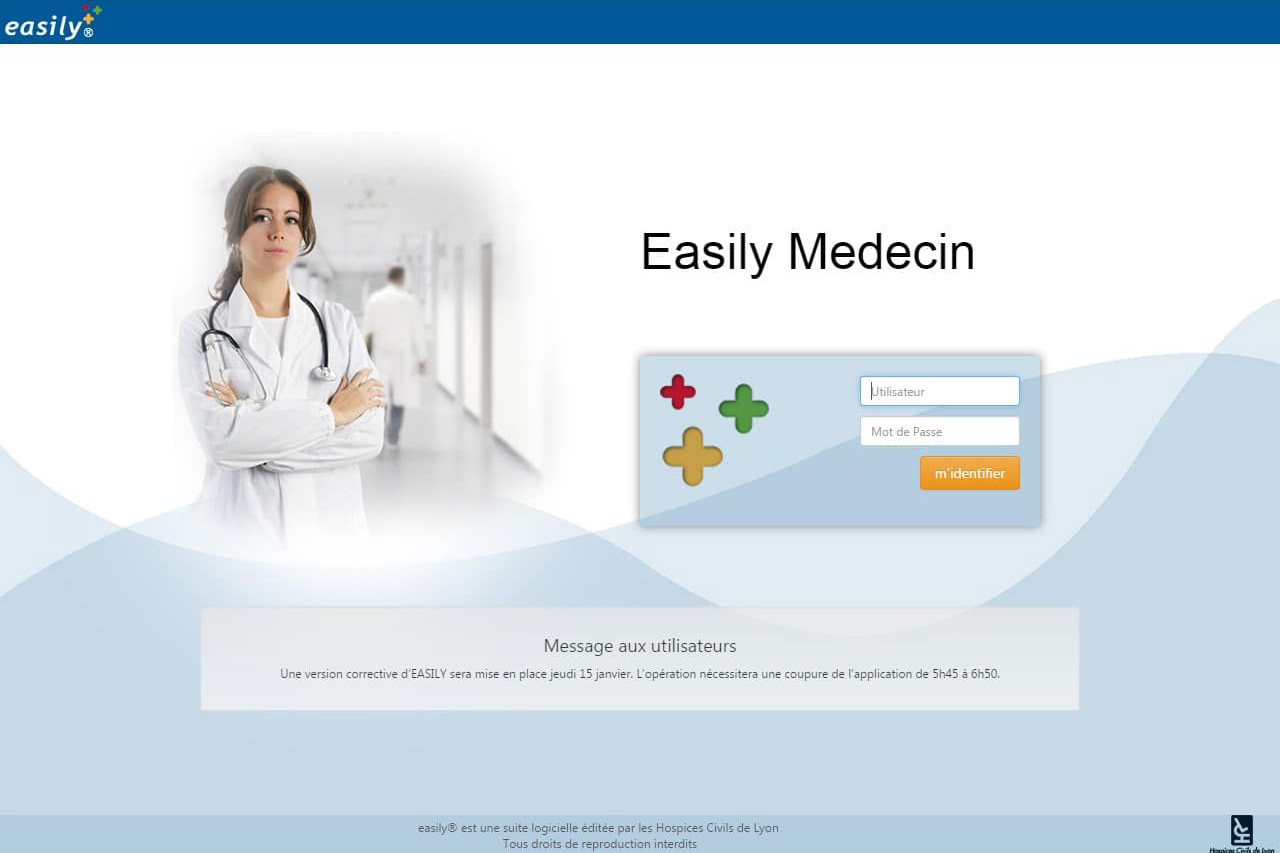 easily®
Easily Medecin
Utilisateur
Mot de Passe
m'identifier
Message aux utilisateurs
Une version corrective d'EASILY sera mise en place jeudi 15 janvier. L'opération nécessitera une coupure de l'application de 5h45 à 6h50.
easily® est une suite logicielle éditée par les Hospices Civils de Lyon
Tous droits de reproduction interdits
Hospices Civils de Lyon